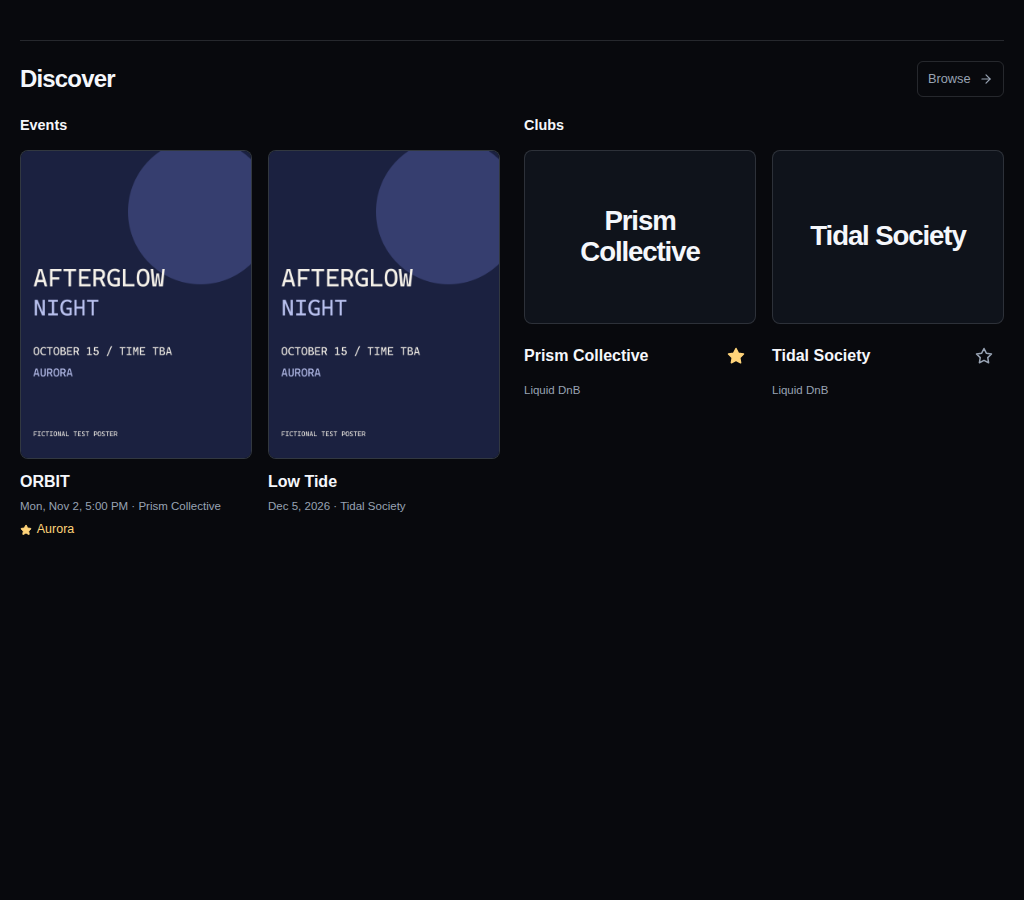 Discover
Browse
Events
AFTERGLOW
NIGHT
OCTOBER 15 / TIME TBA
AURORA
FICTIONAL TEST POSTER
ORBIT
Mon, Nov 2, 5:00 PM · Prism Collective
Aurora
AFTERGLOW
NIGHT
OCTOBER 15 / TIME TBA
AURORA
FICTIONAL TEST POSTER
Low Tide
Dec 5, 2026 · Tidal Society
Clubs
Prism
Collective
Prism Collective
Liquid DnB
Tidal Society
Tidal Society
Liquid DnB